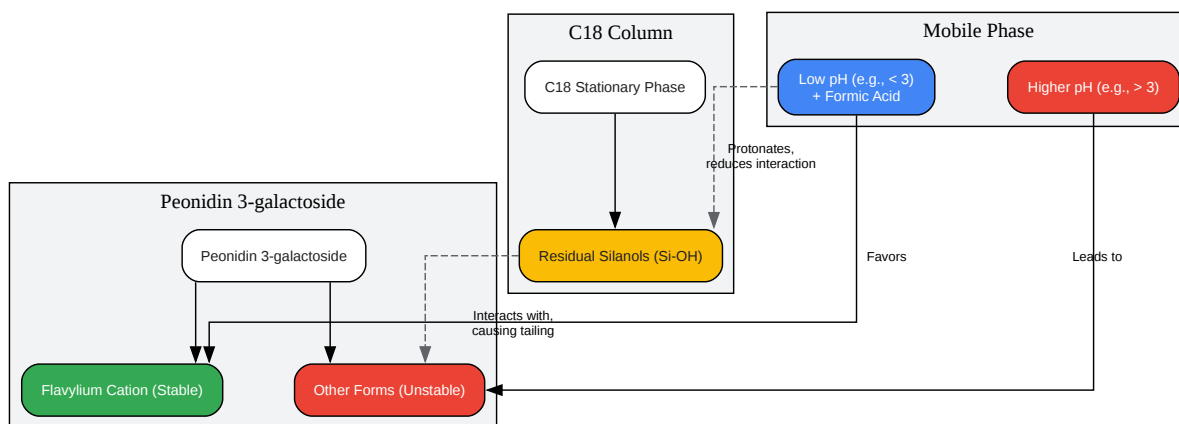 C18 Column
Mobile Phase
C18 Stationary Phase
Low pH (e.g., < 3)
+ Formic Acid
Higher pH (e.g., > 3)
Protonates,
reduces interaction
Peonidin 3-galactoside
Peonidin 3-galactoside
Residual Silanols (Si-OH)
Favors
Leads to
Interacts with,
causing tailing
Flavylium Cation (Stable)
Other Forms (Unstable)